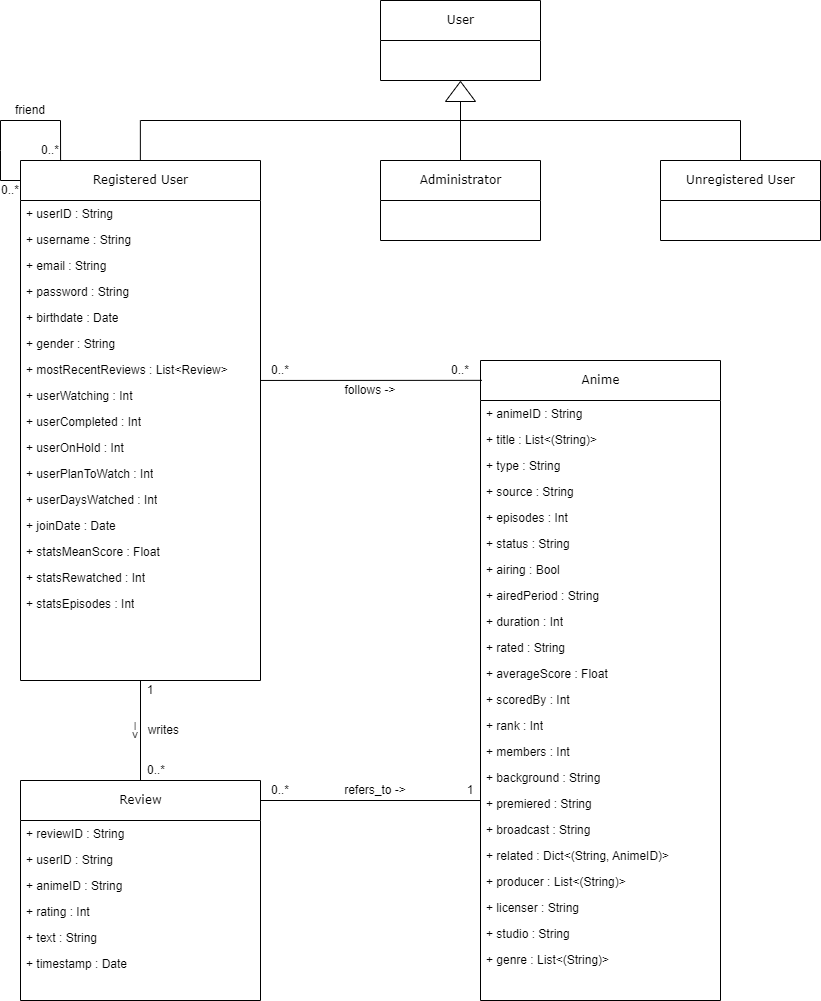 User
friend
0..*
0..*
Registered User
+ userID : String
+ username : String
+ email : String
+ password : String
+ birthdate : Date
+ gender : String
+ mostRecentReviews : List<Review>
+ userWatching : Int
+ userCompleted : Int
+ userOnHold : Int
+ userPlanToWatch : Int
+ userDaysWatched : Int
+ joinDate : Date
+ statsMeanScore : Float
+ statsRewatched : Int
+ statsEpisodes : Int
Administrator
Unregistered User
0..*
0..*
follows ->
Anime
+ animeID : String
+ title : List<(String)>
+ type : String
+ source : String
+ episodes : Int
+ status : String
+ airing : Bool
+ airedPeriod : String
+ duration : Int
+ rated : String
+ averageScore : Float
+ scoredBy : Int
+ rank : Int
+ members : Int
+ background : String
+ premiered : String
+ broadcast : String
+ related : Dict<(String, AnimeID)>
+ producer : List<(String)>
+ licenser : String
+ studio : String
+ genre : List<(String)>
1
-> writes
0..*
0..*
refers_to ->
1
Review
+ reviewID : String
+ userID : String
+ animeID : String
+ rating : Int
+ text : String
+ timestamp : Date